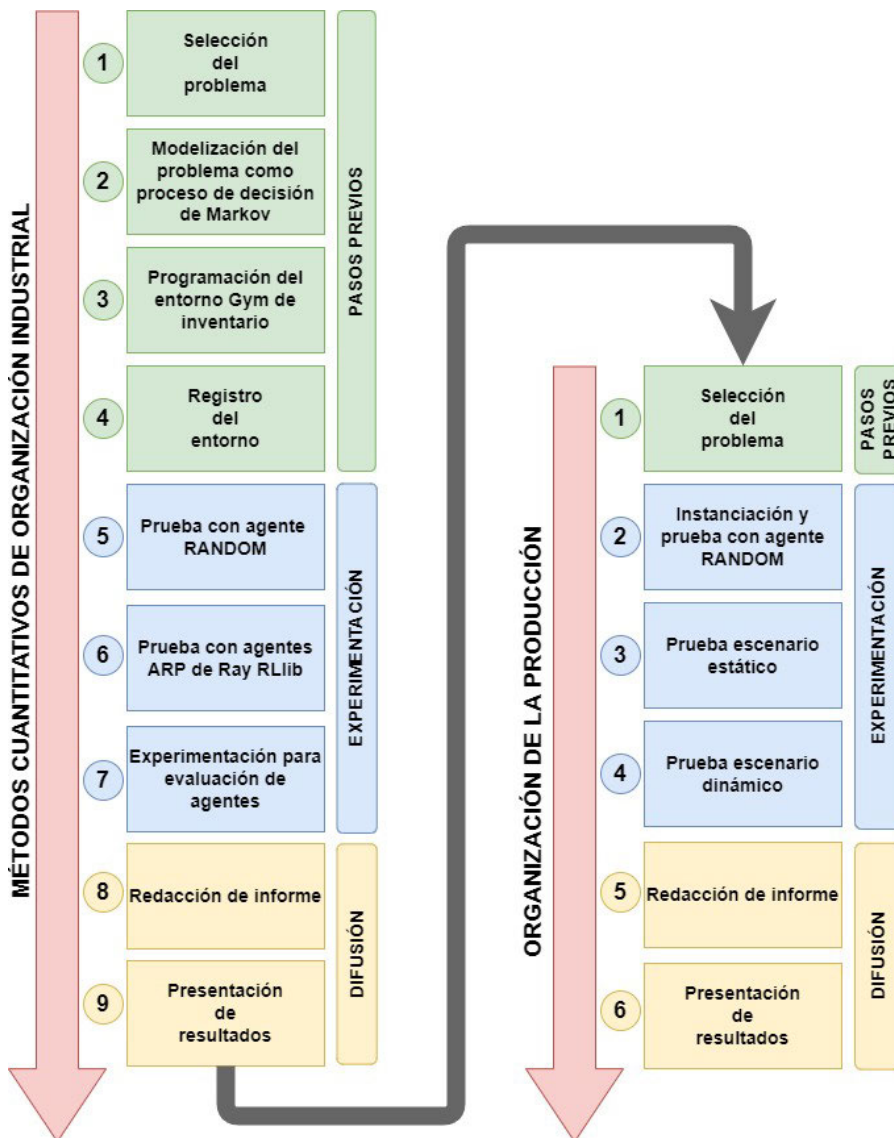 MÉTODOS CUANTITATIVOS DE ORGANIZACIÓN INDUSTRIAL
1
Selección
del
problema
2
Modelización del
problema como
proceso de decisión
de Markov
3
Programación del
entorno Gym de
inventario
4
Registro
del
entorno
PASOS PREVIOS
5
Prueba con agente
RANDOM
6
Prueba con agentes
ARP de Ray RLlib
7
Experimentación para
evaluación de
agentes
EXPERIMENTACIÓN
8
Redacción de informe
9
Presentación
de
resultados
DIFUSIÓN
ORGANIZACIÓN DE LA PRODUCCIÓN
1
Selección
del
problema
PASOS
PREVIOS
2
Instanciación y
prueba con agente
RANDOM
3
Prueba escenario
estático
4
Prueba escenario
dinámico
EXPERIMENTACIÓN
5
Redacción de informe
6
Presentación
de
resultados
DIFUSIÓN